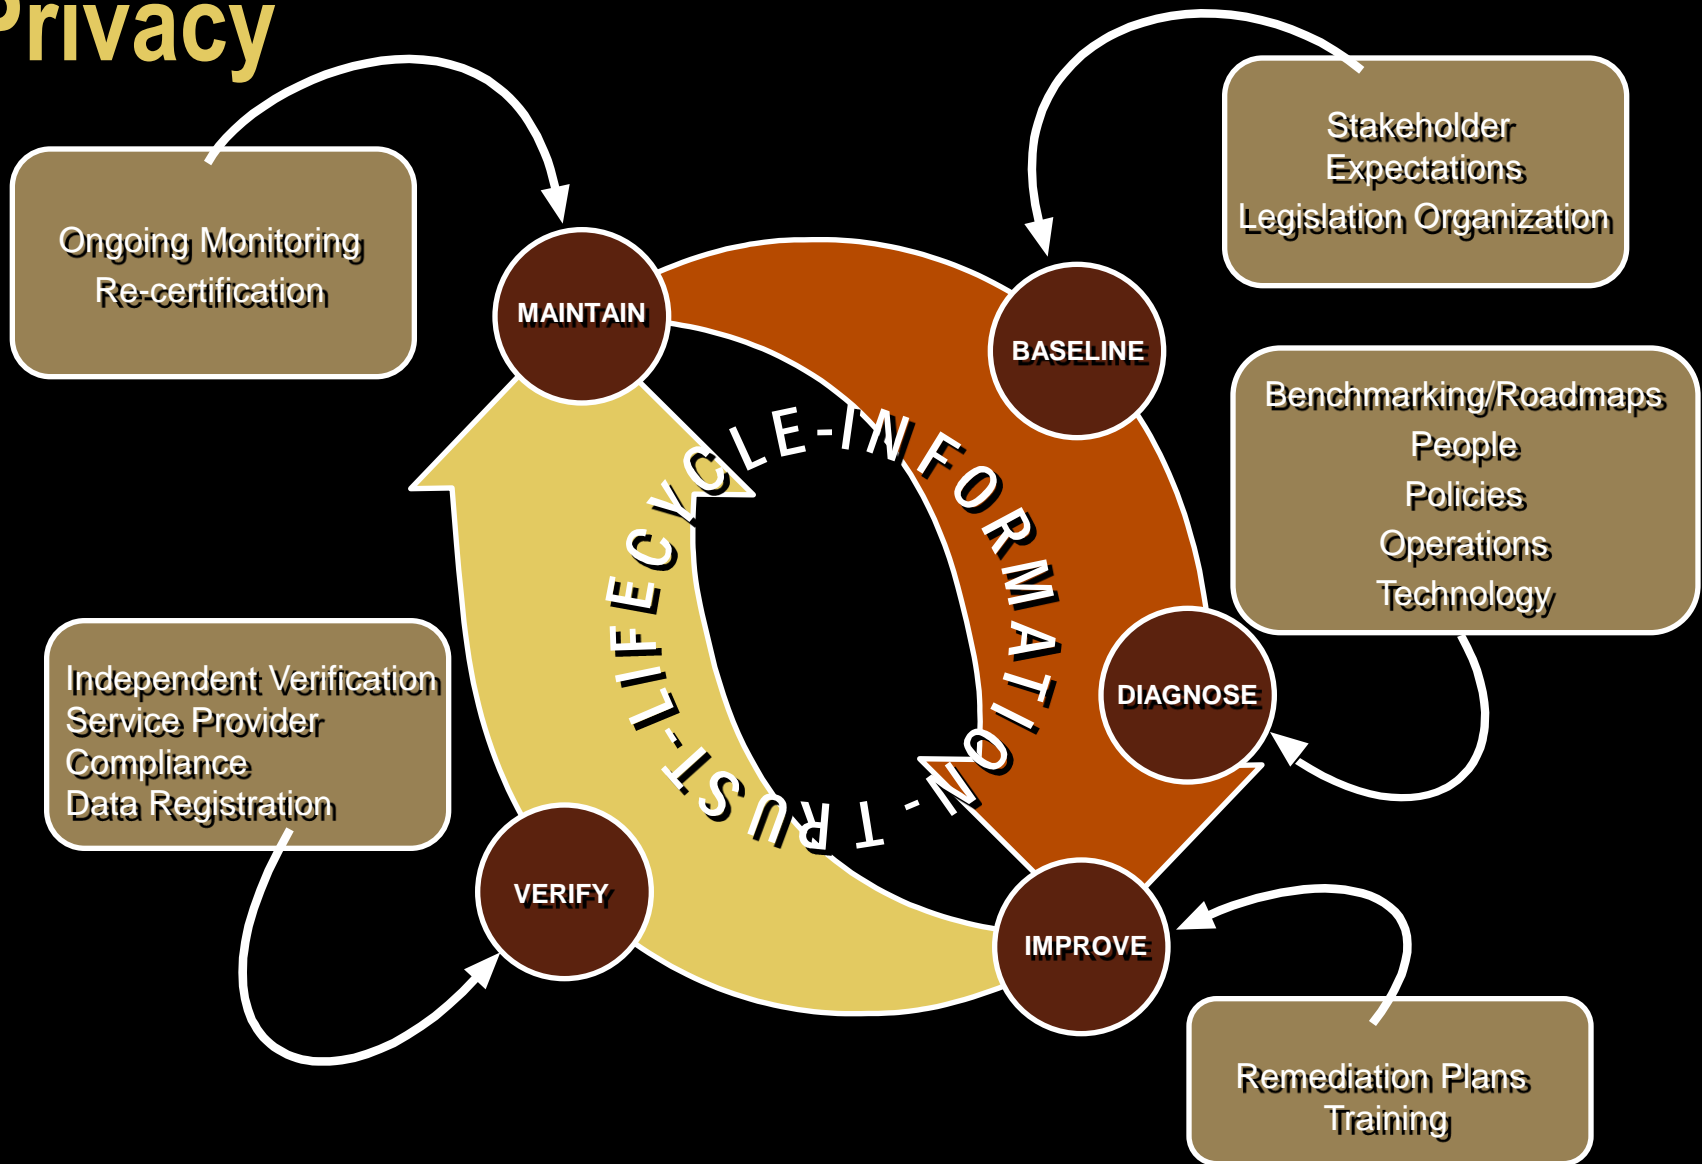 Privacy
Stakeholder
Expectations
Legislation Organization
Ongoing Monitoring
Re-certification
MAINTAIN
BASELINE
Benchmarking/Roadmaps
People
Policies
Operations
Technology
LIFECYCLE-INFORMATION-TRUST-
Independent Verification
Service Provider
Compliance
Data Registration
DIAGNOSE
VERIFY
IMPROVE
Remediation Plans
Training